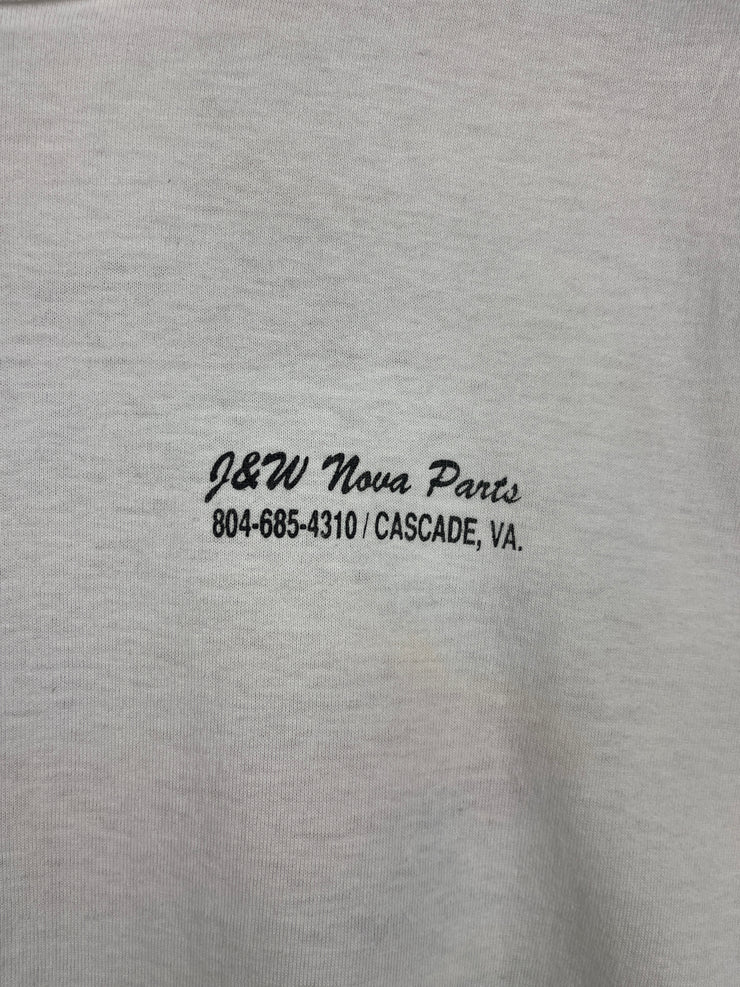 J&W Nova Parts
804-685-4310 / CASCADE, VA.